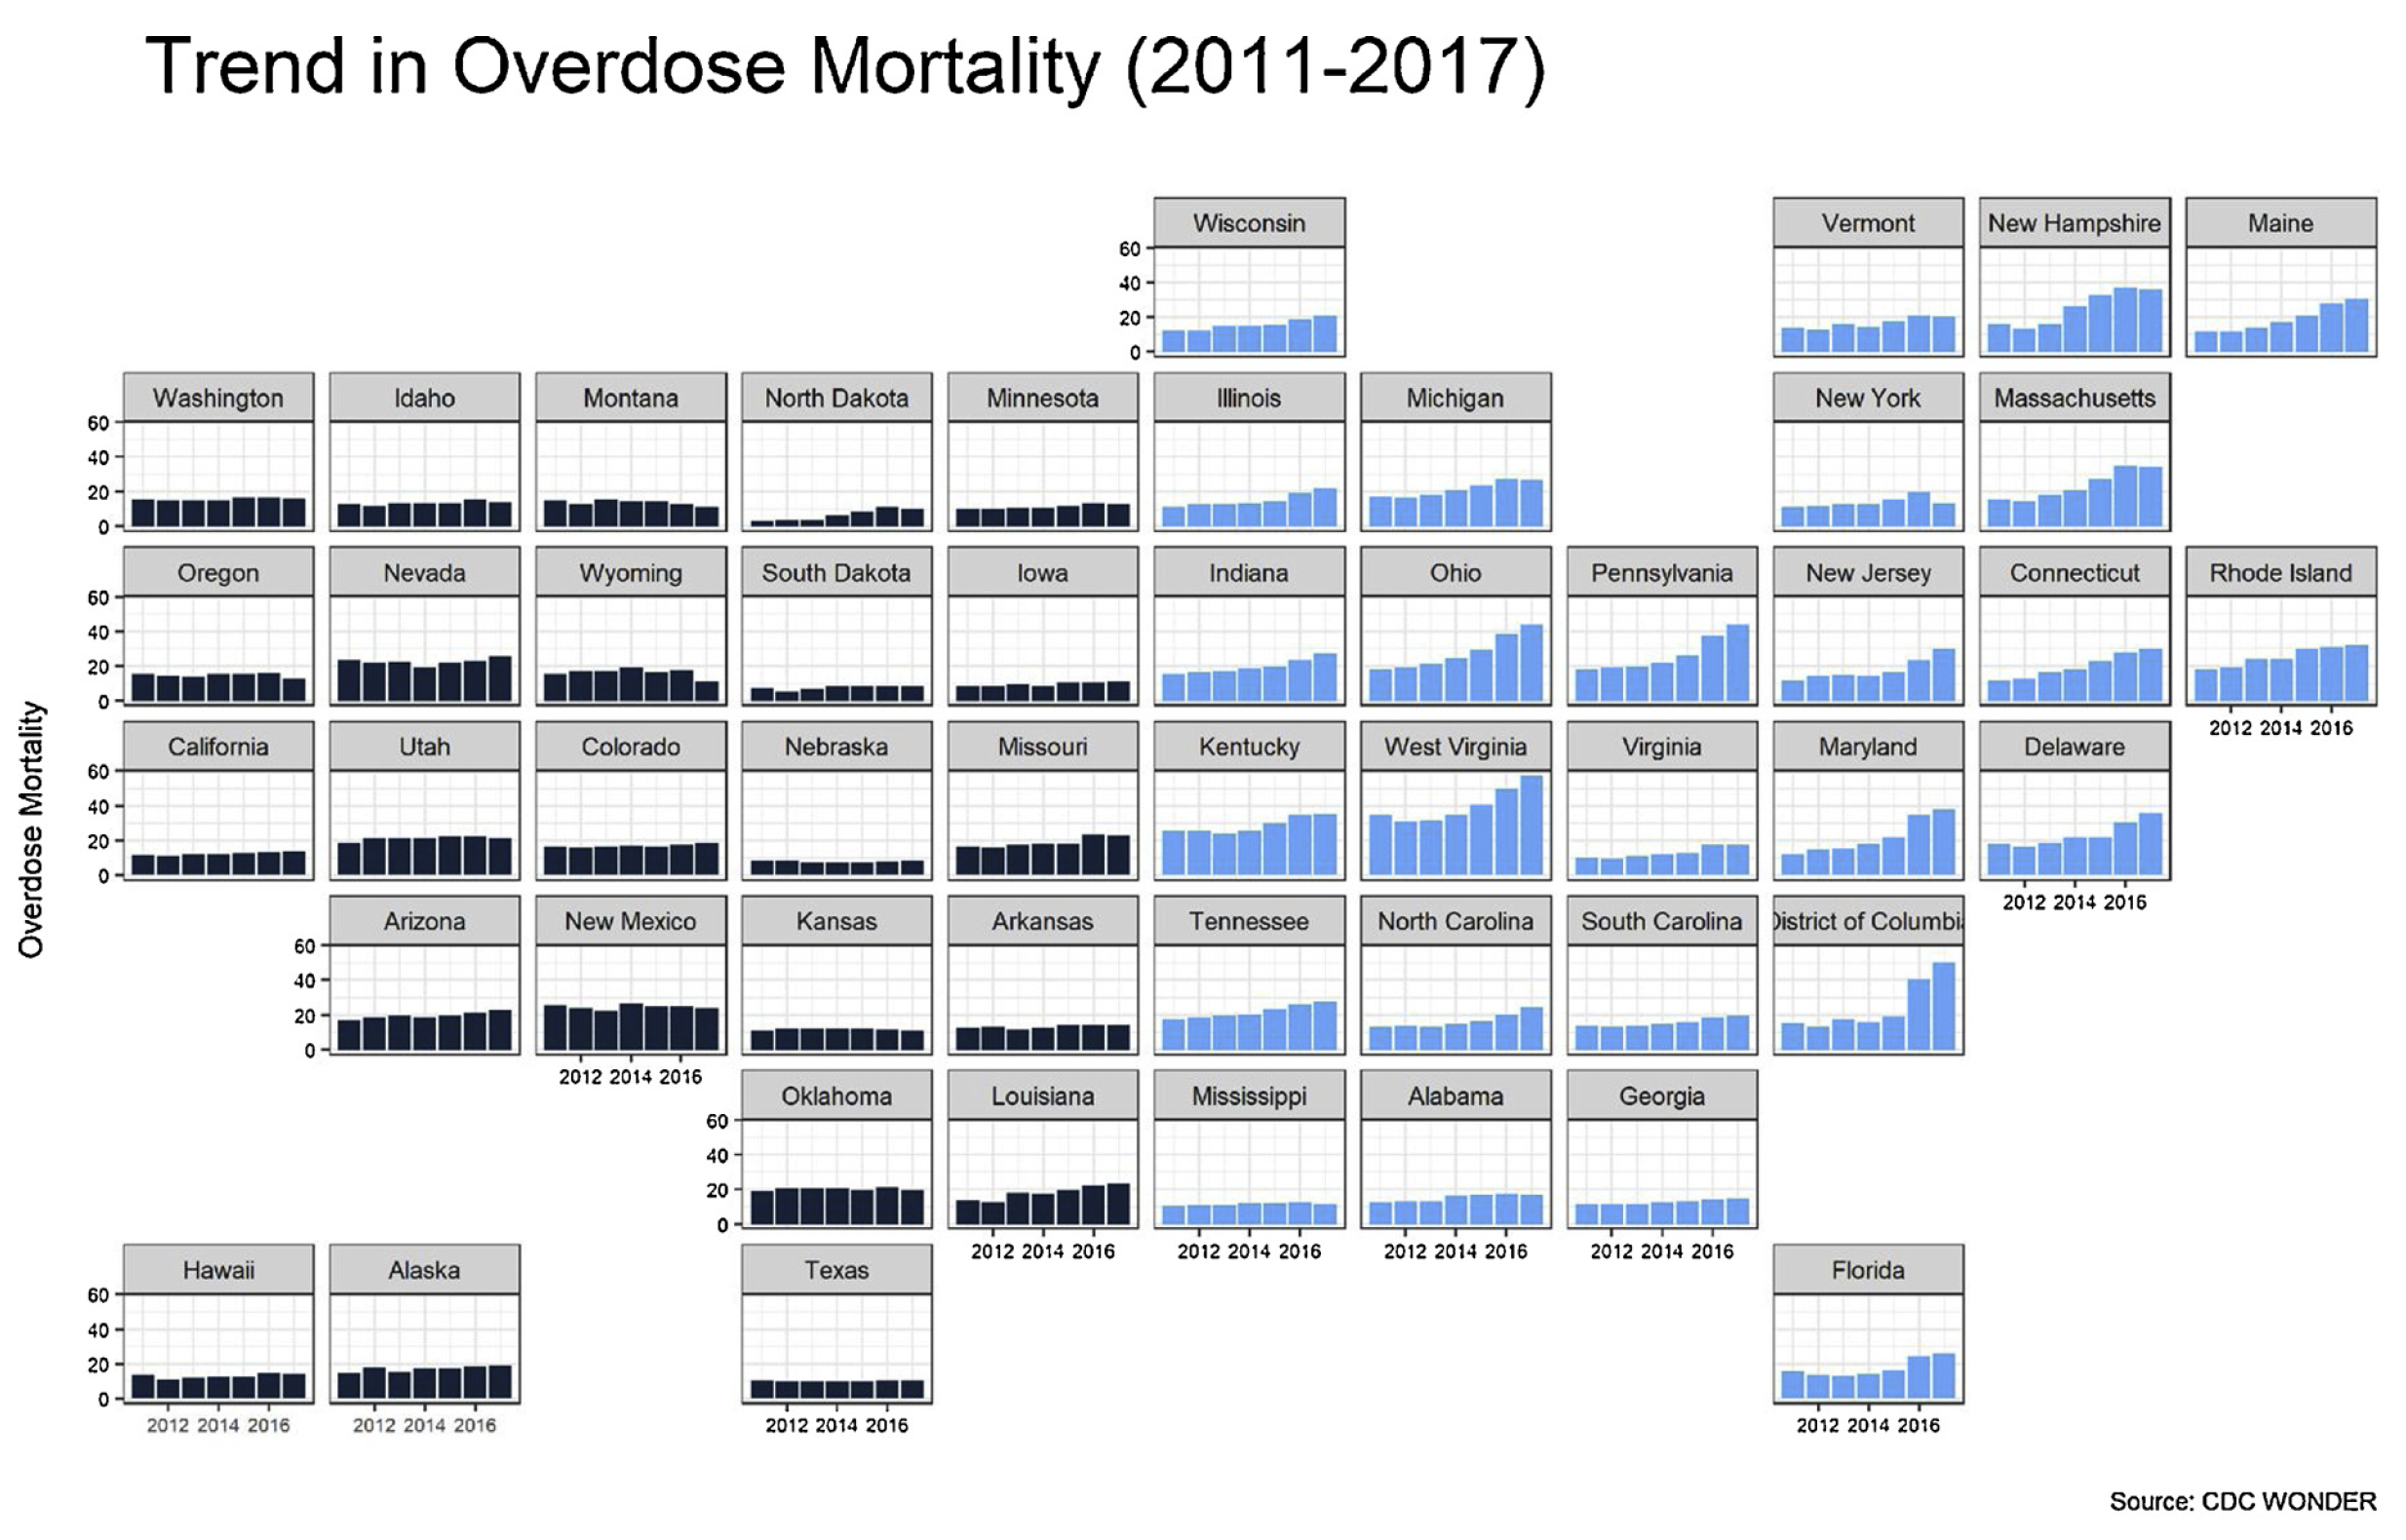 Trend in Overdose Mortality (2011-2017)
Wisconsin
Vermont
New Hampshire
Maine
60
40
20
0
Washington
Idaho
Montana
North Dakota
Minnesota
Illinois
Michigan
New York
Massachusetts
60
40
20
0
Oregon
Nevada
Wyoming
South Dakota
Iowa
Indiana
Ohio
Pennsylvania
New Jersey
Connecticut
Rhode Island
60
40
20
0
2012 2014 2016
California
Utah
Colorado
Nebraska
Missouri
Kentucky
West Virginia
Virginia
Maryland
Delaware
60
40
20
0
2012 2014 2016
Overdose Mortality
Arizona
New Mexico
Kansas
Arkansas
Tennessee
North Carolina
South Carolina
District of Columbia
60
40
20
0
2012 2014 2016
Oklahoma
Louisiana
Mississippi
Alabama
Georgia
60
40
20
0
2012 2014 2016
2012 2014 2016
2012 2014 2016
2012 2014 2016
Hawaii
Alaska
Texas
Florida
60
40
20
0
2012 2014 2016
2012 2014 2016
2012 2014 2016
2012 2014 2016
Source: CDC WONDER